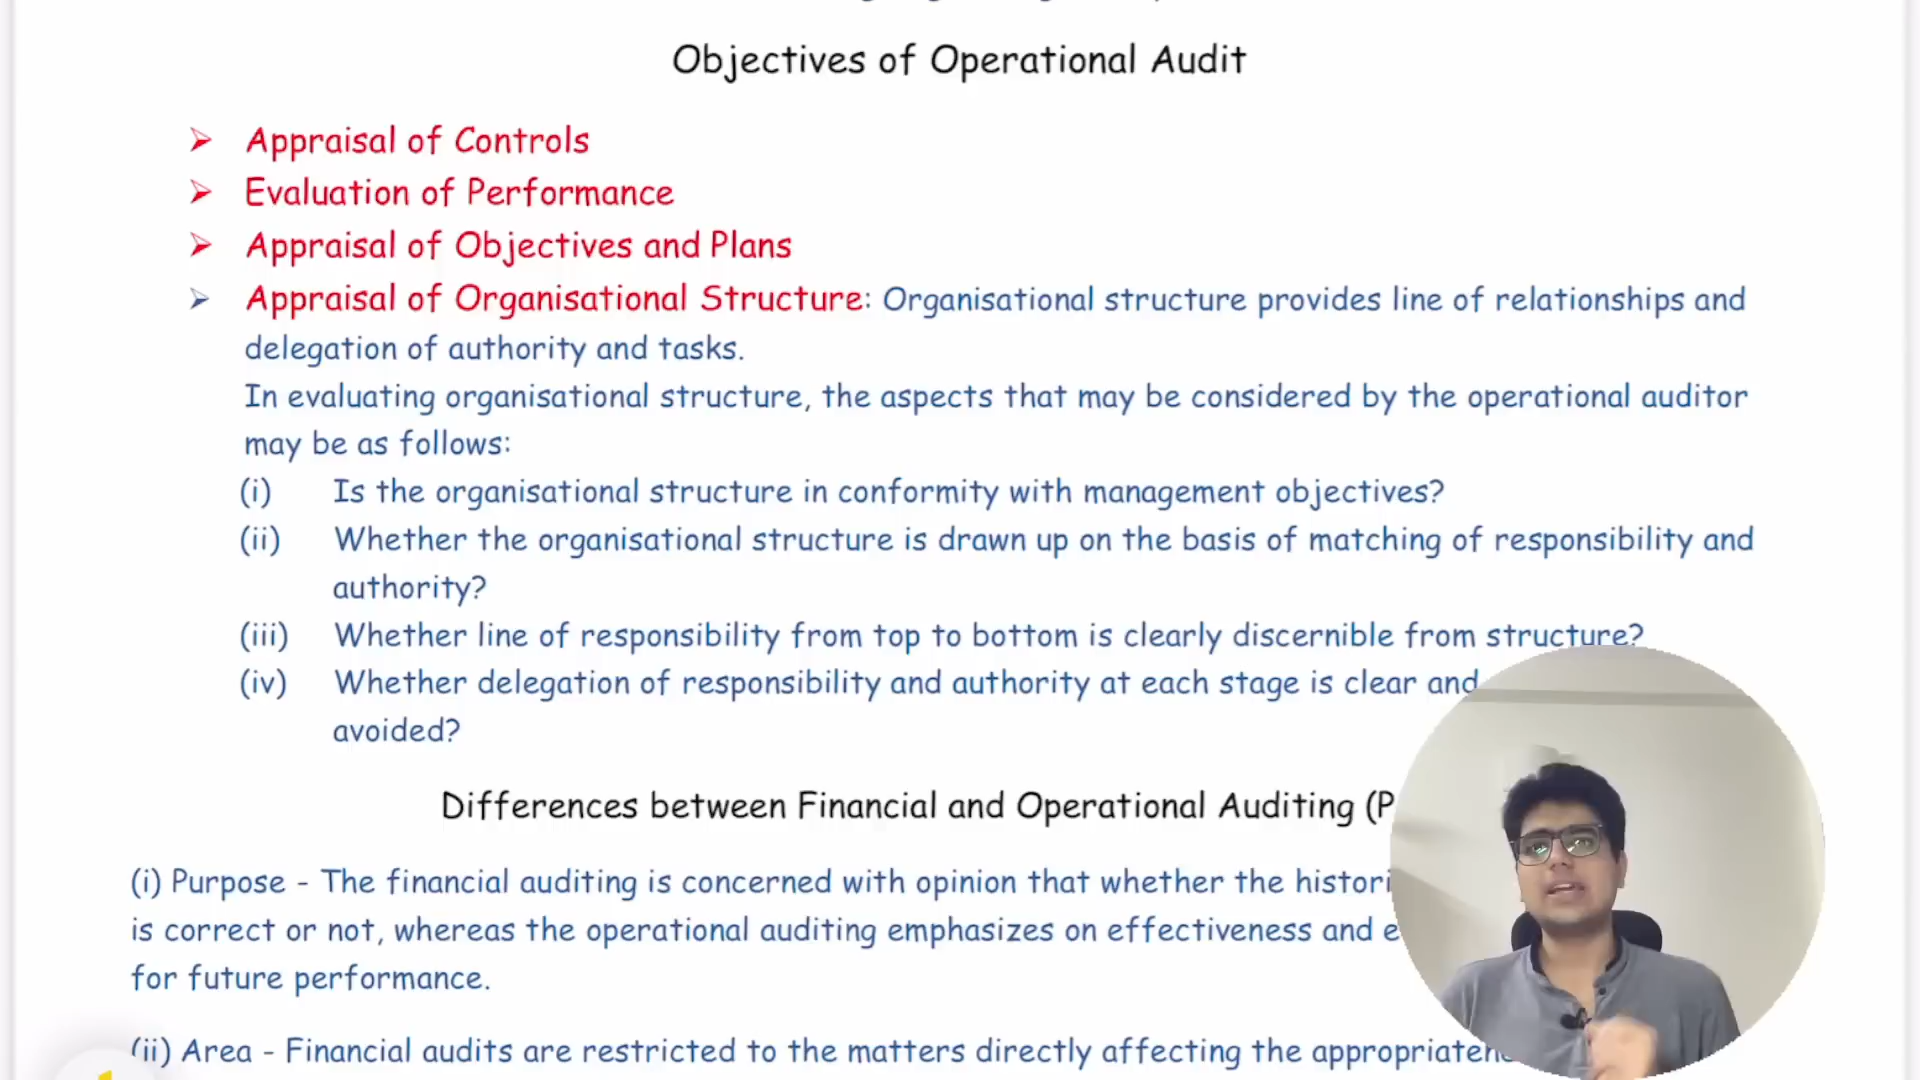 Objectives of Operational Audit
➢ Appraisal of Controls
➢ Evaluation of Performance
➢ Appraisal of Objectives and Plans
➢ Appraisal of Organisational Structure: Organisational structure provides line of relationships and
delegation of authority and tasks.
In evaluating organisational structure, the aspects that may be considered by the operational auditor
may be as follows:
(i) Is the organisational structure in conformity with management objectives?
(ii) Whether the organisational structure is drawn up on the basis of matching of responsibility and
authority?
(iii) Whether line of responsibility from top to bottom is clearly discernible from structure?
(iv) Whether delegation of responsibility and authority at each stage is clear and
avoided?
Differences between Financial and Operational Auditing (P
(i) Purpose - The financial auditing is concerned with opinion that whether the histori
is correct or not, whereas the operational auditing emphasizes on effectiveness and e
for future performance.
(ii) Area - Financial audits are restricted to the matters directly affecting the